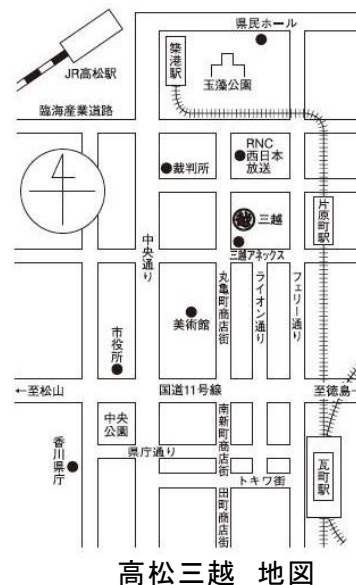 県民ホール
築港駅
JR高松駅
玉藻公園
臨海産業道路
RNC
西日本
放送
裁判所
越
三越
片原町駅
三越アネックス
中央通り
丸亀町商店街
ライオン通り
フェリー通り
美術館
市役所
←至松山
国道11号線
至徳島→
中央
公園
南新町商店街
県庁通り
香川県庁
瓦町駅
トキワ街
田町商店街
高松三越 地図